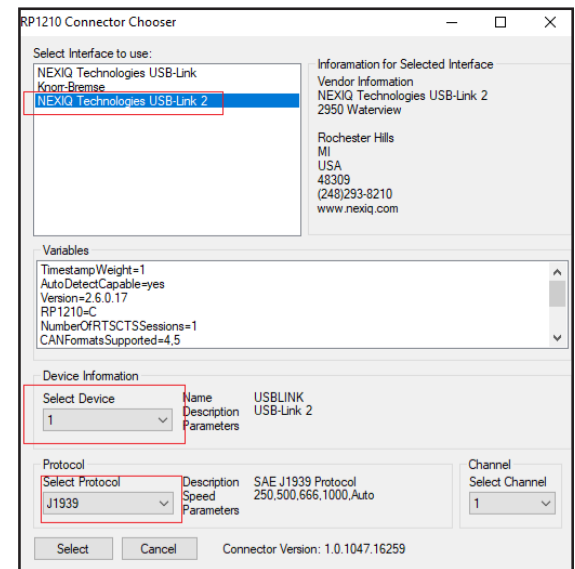 RP1210 Connector Chooser
Select Interface to use:
NEXIQ Technologies USB-Link
Knorr-Bremse
NEXIQ Technologies USB-Link 2
Inforamation for Selected Interface
Vendor Information
NEXIQ Technologies USB-Link 2
2950 Waterview
Rochester Hills
MI
USA
48309
(248)293-8210
www.nexiq.com
Variables
TimestampWeight=1
AutoDetectCapable=yes
Version=2.6.0.17
RP1210=C
NumberOfRTSCTSSessions=1
CANFormatsSupported=4,5
Device Information
Select Device
1
Name USBLINK
Description USB-Link 2
Parameters
Protocol
Select Protocol
J1939
Description SAE J1939 Protocol
Speed 250,500,666,1000,Auto
Parameters
Channel
Select Channel
1
Select Cancel Connector Version: 1.0.1047.16259